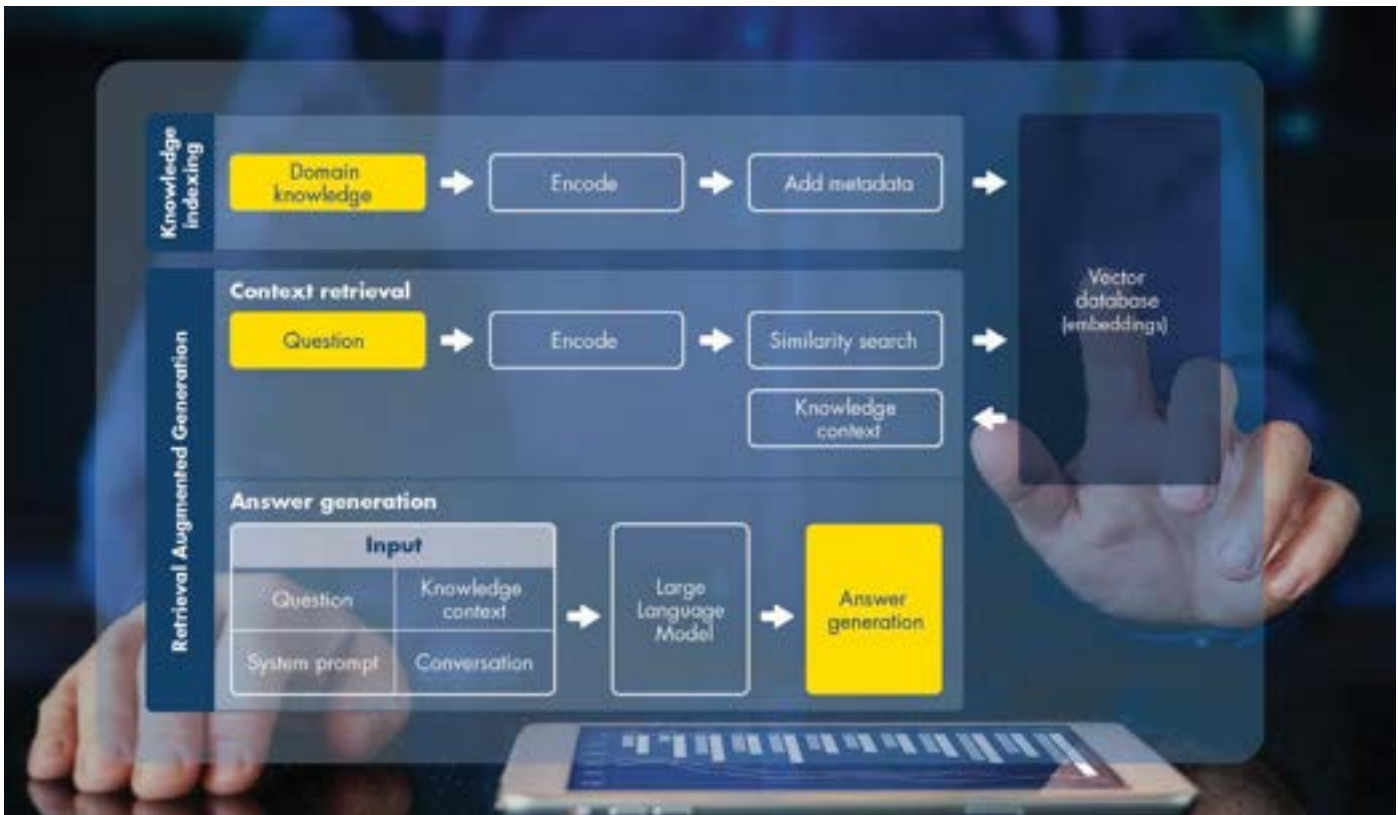 Knowledge
indexing
Domain
knowledge
Encode
Add metadata
Vector
database
(embeddings)
Retrieval Augmented Generation
Context retrieval
Question
Encode
Similarity search
Knowledge
context
Answer generation
Input
Question
Knowledge
context
System prompt
Conversation
Large
Language
Model
Answer
generation